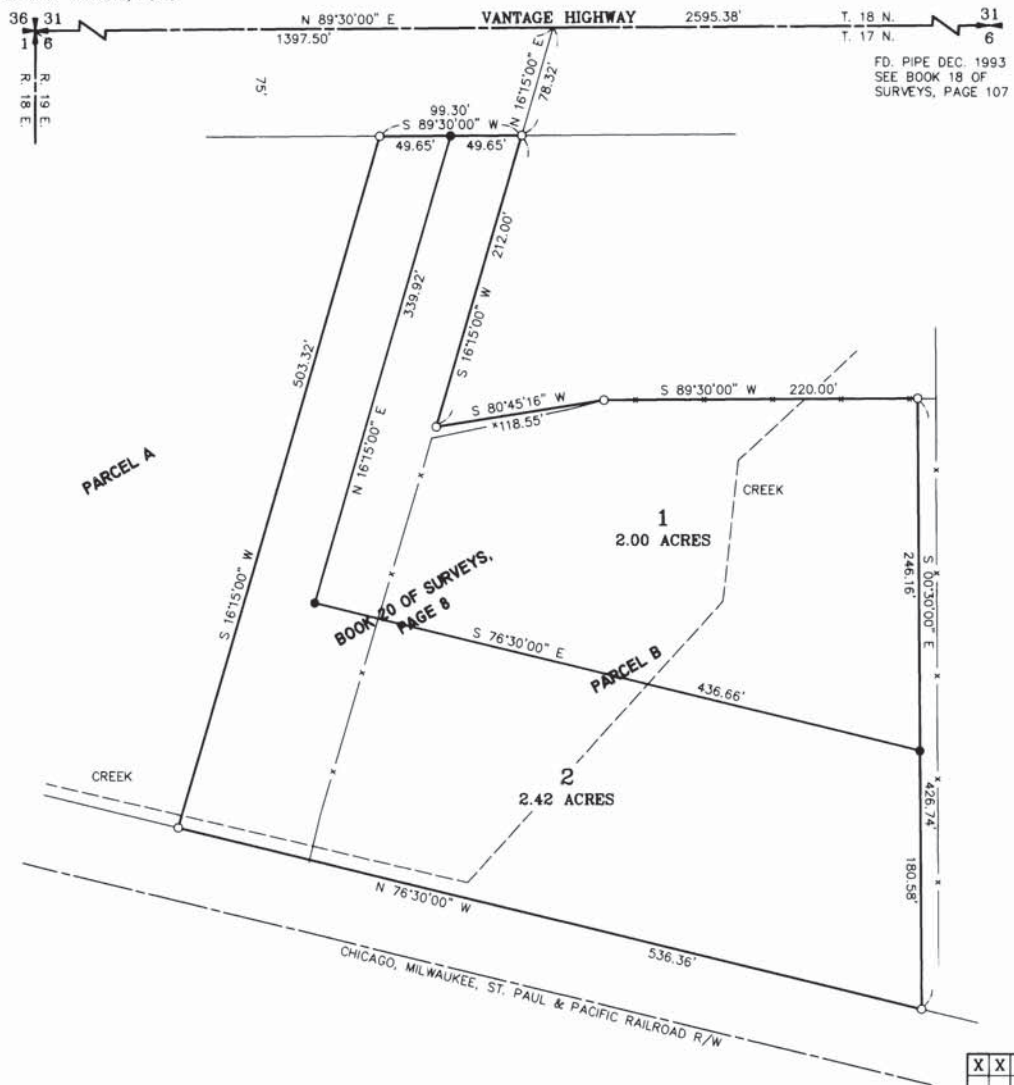 36 31
1 6
R. 18 E.
R. 19 E.
N 89°30'00" E
1397.50'
VANTAGE HIGHWAY
2595.38'
T. 18 N.
T. 17 N.
31
6
FD. PIPE DEC. 1993
SEE BOOK 18 OF
SURVEYS, PAGE 107
75'
N 16°15'00" E
78.32'
99.30'
S 89°30'00" W
49.65'
49.65'
212.00'
S 16°15'00" W
339.92'
N 16°15'00" E
503.32'
S 16°15'00" W
S 80°45'16" W
118.55'
S 89°30'00" W
220.00'
PARCEL A
CREEK
1
2.00 ACRES
246.16'
S 00°30'00" E
BOOK 20 OF SURVEYS,
PAGE 8
S 76°30'00" E
PARCEL B
436.66'
CREEK
2
2.42 ACRES
426.74'
180.58'
N 76°30'00" W
536.36'
CHICAGO, MILWAUKEE, ST. PAUL & PACIFIC RAILROAD R/W
X X